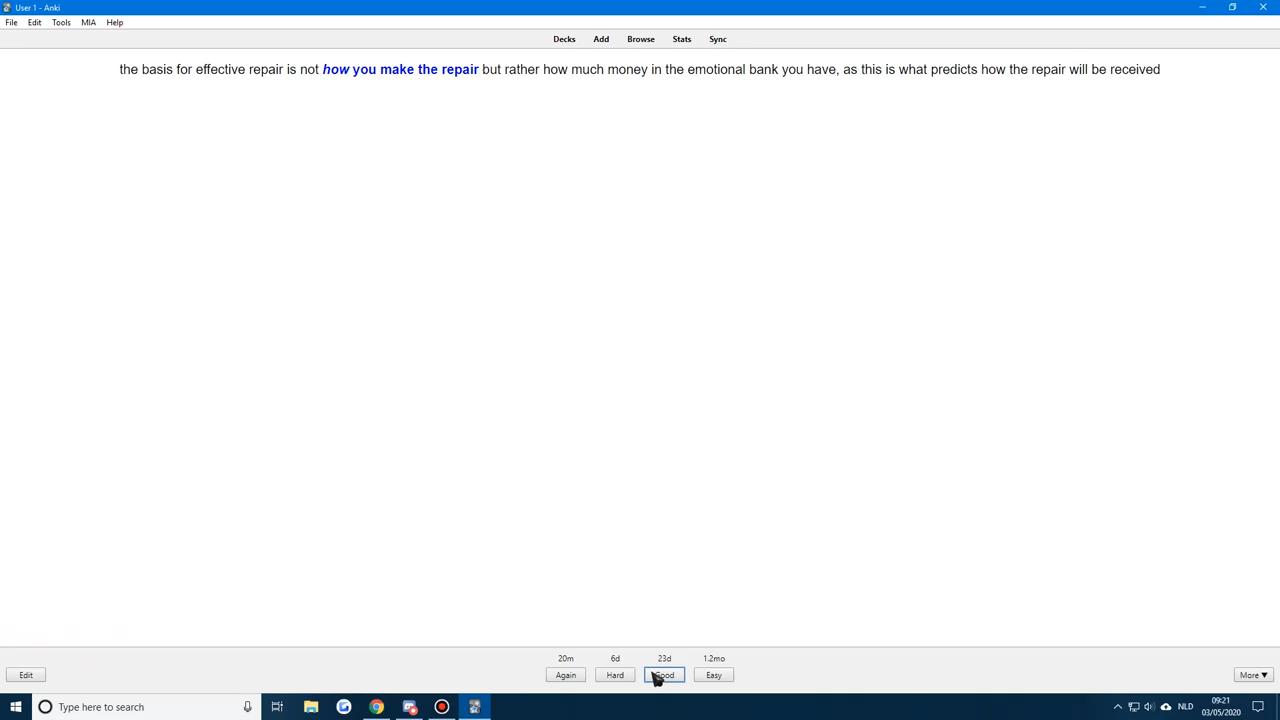 User 1 - Anki
File Edit Tools MIA Help
Decks Add Browse Stats Sync
the basis for effective repair is not how you make the repair but rather how much money in the emotional bank you have, as this is what predicts how the repair will be received
20m 6d 23d 1.2mo
Edit Again Hard Good Easy More ▼
Type here to search
NLD
09:21
03/05/2020